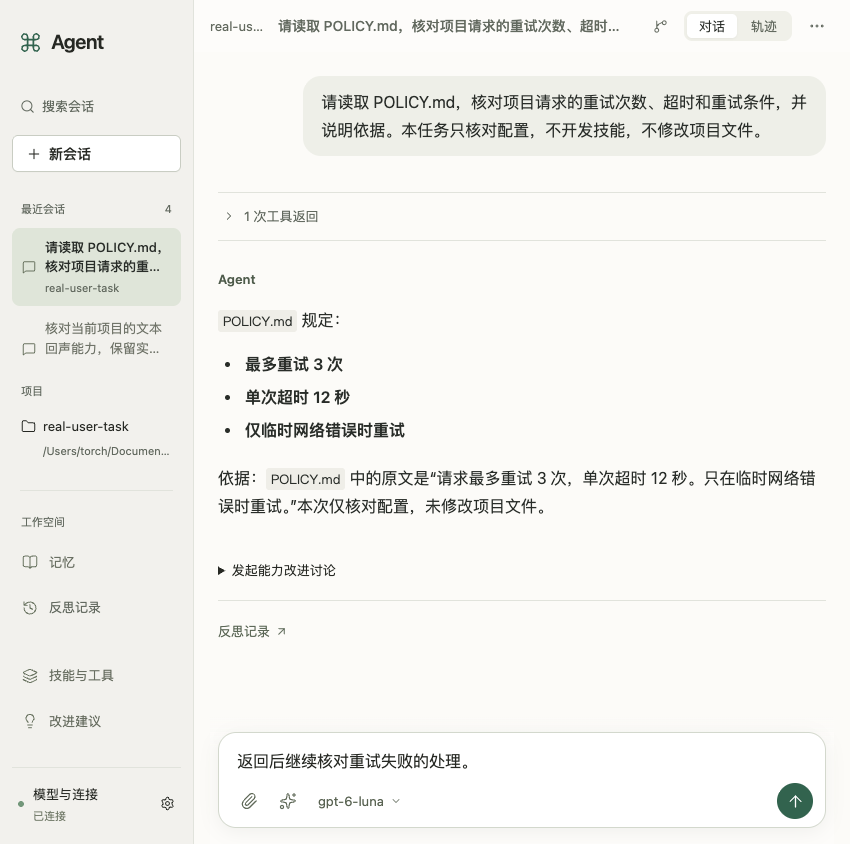 Agent
搜索会话
新会话
最近会话 4
请读取 POLICY.md，
核对项目请求的重...
real-user-task
核对当前项目的文本
回声能力，保留实...
项目
real-user-task
/Users/torch/Documen...
工作空间
记忆
反思记录
技能与工具
改进建议
模型与连接
已连接
real-us... 请读取 POLICY.md，核对项目请求的重试次数、超时... 对话 轨迹
请读取 POLICY.md，核对项目请求的重试次数、超时和重试条件，并
说明依据。本任务只核对配置，不开发技能，不修改项目文件。
1 次工具返回
Agent
POLICY.md 规定：
• 最多重试 3 次
• 单次超时 12 秒
• 仅临时网络错误时重试
依据： POLICY.md 中的原文是“请求最多重试 3 次，单次超时 12 秒。只在临时网络错
误时重试。”本次仅核对配置，未修改项目文件。
发起能力改进讨论
反思记录
返回后继续核对重试失败的处理。
gpt-6-luna